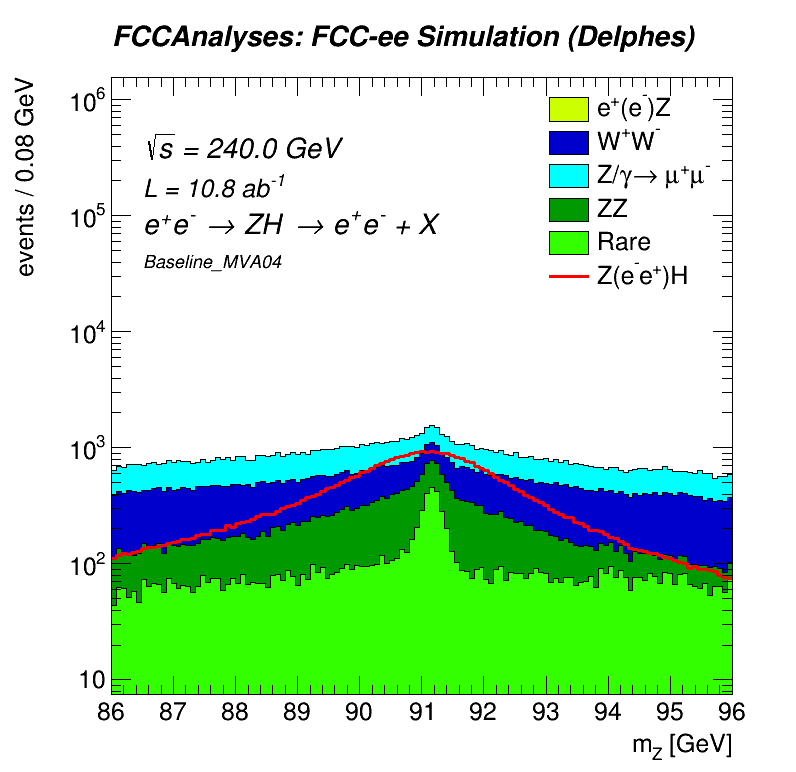 FCCAnalyses: FCC-ee Simulation (Delphes)
events / 0.08 GeV
10⁶
10⁵
10⁴
10³
10²
10
√s = 240.0 GeV
L = 10.8 ab⁻¹
e⁺e⁻ → ZH → e⁺e⁻ + X
Baseline_MVA04
e⁺(e⁻)Z
W⁺W⁻
Z/γ→ μ⁺μ⁻
ZZ
Rare
Z(e⁻e⁺)H
86 87 88 89 90 91 92 93 94 95 96
m_Z [GeV]